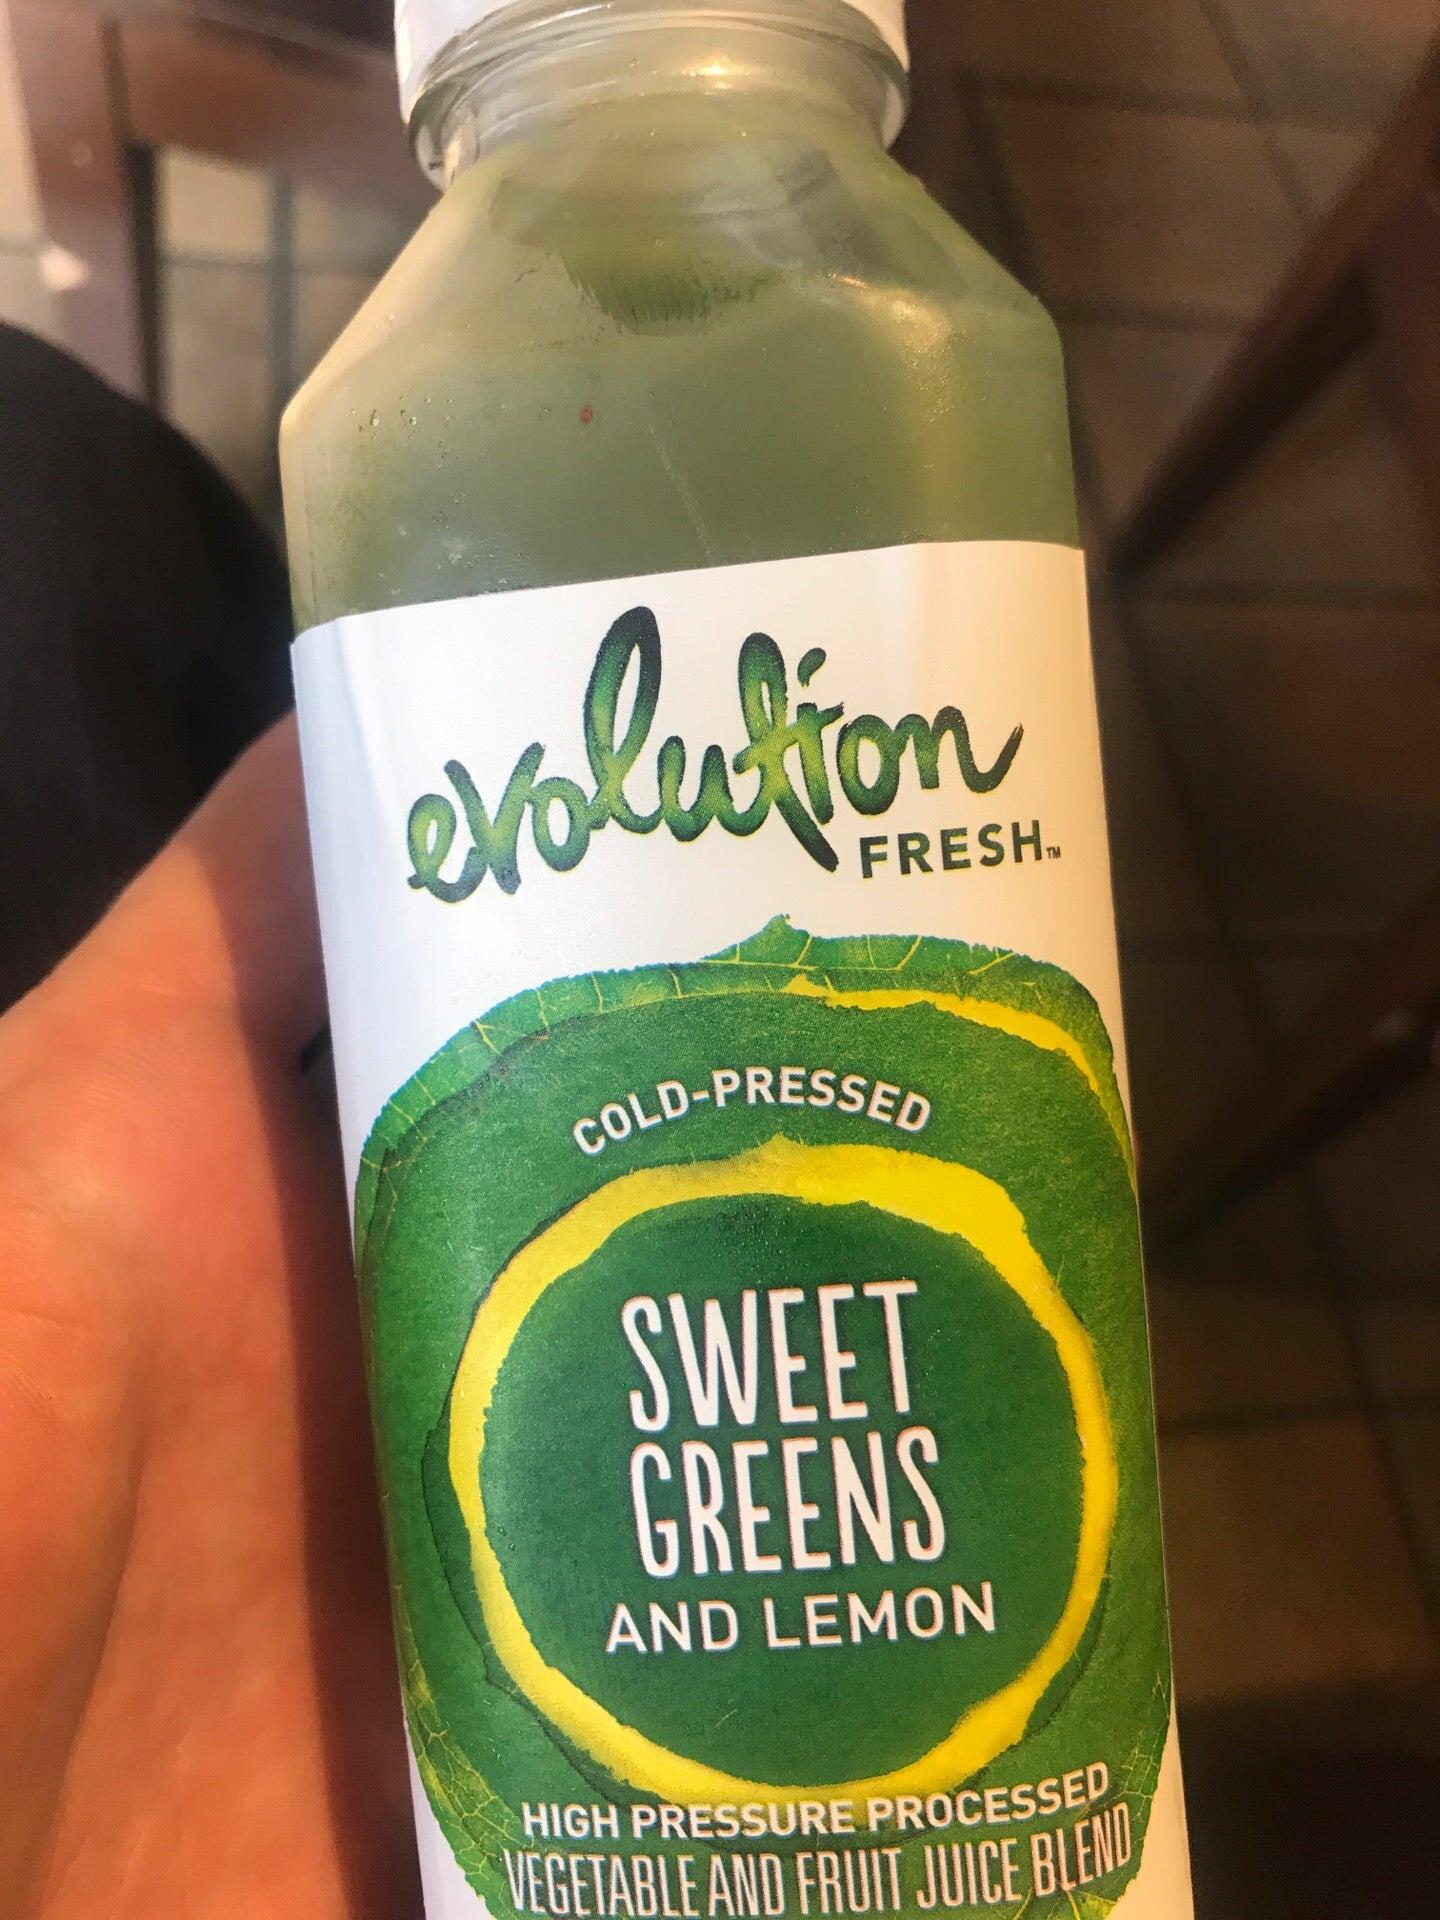 evolution
FRESH™
COLD-PRESSED
SWEET
GREENS
AND LEMON
HIGH PRESSURE PROCESSED
VEGETABLE AND FRUIT JUICE BLEND